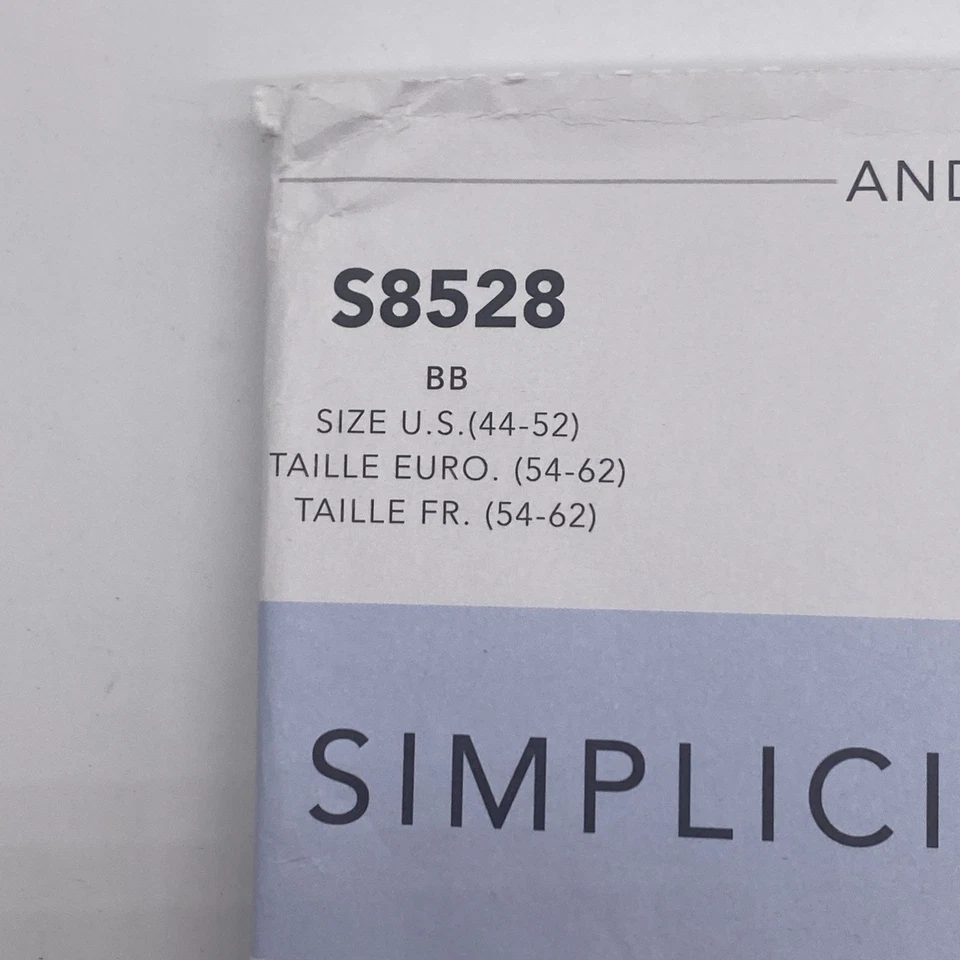 AND
S8528
BB
SIZE U.S.(44-52)
TAILLE EURO. (54-62)
TAILLE FR. (54-62)
SIMPLICI